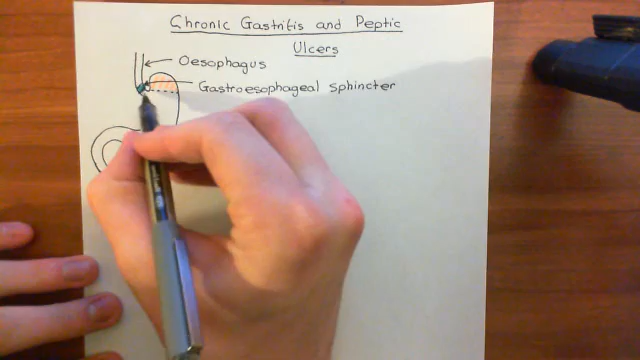 Chronic Gastritis and Peptic
Ulcers
Oesophagus
Gastroesophageal sphincter